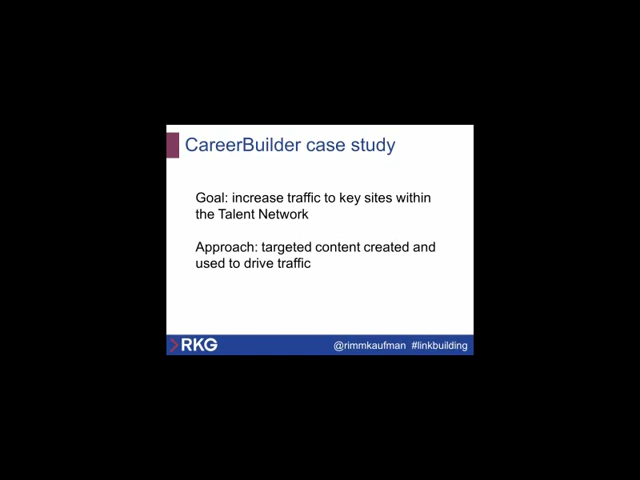 CareerBuilder case study
Goal: increase traffic to key sites within
the Talent Network
Approach: targeted content created and
used to drive traffic
RKG
@rimmkaufman #linkbuilding